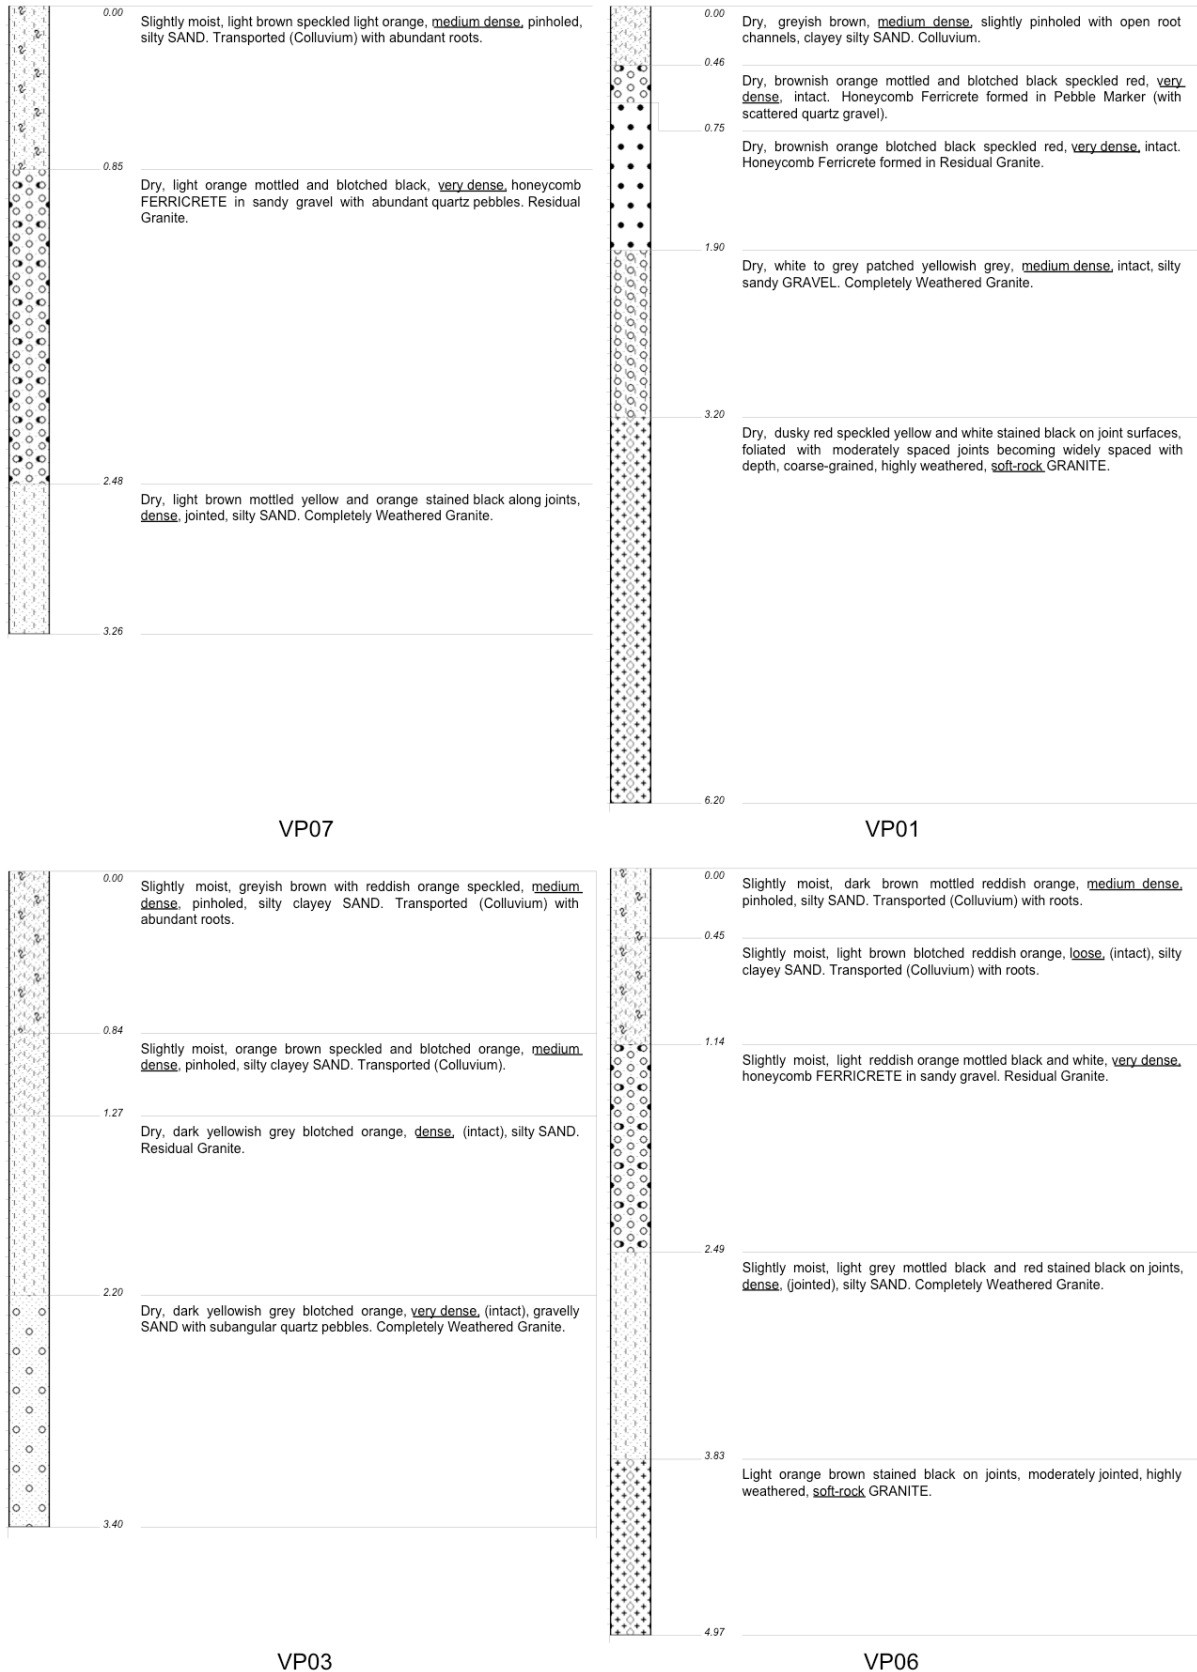 0.00
Slightly moist, light brown speckled light orange, medium dense, pinholed,
silty SAND. Transported (Colluvium) with abundant roots.
0.85
Dry, light orange mottled and blotched black, very dense, honeycomb
FERRICRETE in sandy gravel with abundant quartz pebbles. Residual
Granite.
2.48
Dry, light brown mottled yellow and orange stained black along joints,
dense, jointed, silty SAND. Completely Weathered Granite.
3.26
VP07
0.00
Dry, greyish brown, medium dense, slightly pinholed with open root
channels, clayey silty SAND. Colluvium.
0.46
Dry, brownish orange mottled and blotched black speckled red, very
dense, intact. Honeycomb Ferricrete formed in Pebble Marker (with
scattered quartz gravel).
0.75
Dry, brownish orange blotched black speckled red, very dense, intact.
Honeycomb Ferricrete formed in Residual Granite.
1.90
Dry, white to grey patched yellowish grey, medium dense, intact, silty
sandy GRAVEL. Completely Weathered Granite.
3.20
Dry, dusky red speckled yellow and white stained black on joint surfaces,
foliated with moderately spaced joints becoming widely spaced with
depth, coarse-grained, highly weathered, soft-rock GRANITE.
6.20
VP01
0.00
Slightly moist, greyish brown with reddish orange speckled, medium
dense, pinholed, silty clayey SAND. Transported (Colluvium) with
abundant roots.
0.84
Slightly moist, orange brown speckled and blotched orange, medium
dense, pinholed, silty clayey SAND. Transported (Colluvium).
1.27
Dry, dark yellowish grey blotched orange, dense, (intact), silty SAND.
Residual Granite.
2.20
Dry, dark yellowish grey blotched orange, very dense, (intact), gravelly
SAND with subangular quartz pebbles. Completely Weathered Granite.
3.40
VP03
0.00
Slightly moist, dark brown mottled reddish orange, medium dense,
pinholed, silty SAND. Transported (Colluvium) with roots.
0.45
Slightly moist, light brown blotched reddish orange, loose, (intact), silty
clayey SAND. Transported (Colluvium) with roots.
1.14
Slightly moist, light reddish orange mottled black and white, very dense,
honeycomb FERRICRETE in sandy gravel. Residual Granite.
2.49
Slightly moist, light grey mottled black and red stained black on joints,
dense, (jointed), silty SAND. Completely Weathered Granite.
3.83
Light orange brown stained black on joints, moderately jointed, highly
weathered, soft-rock GRANITE.
4.97
VP06